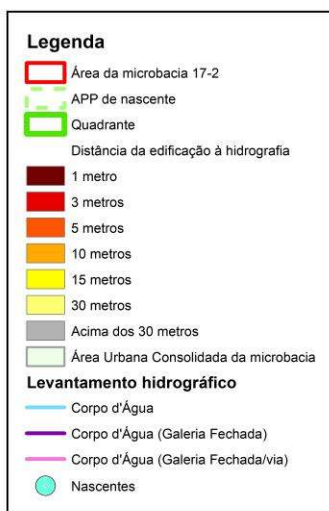 Legenda
Área da microbacia 17-2
APP de nascente
Quadrante
Distância da edificação à hidrografia
1 metro
3 metros
5 metros
10 metros
15 metros
30 metros
Acima dos 30 metros
Área Urbana Consolidada da microbacia
Levantamento hidrográfico
Corpo d'Água
Corpo d'Água (Galeria Fechada)
Corpo d'Água (Galeria Fechada/via)
Nascentes